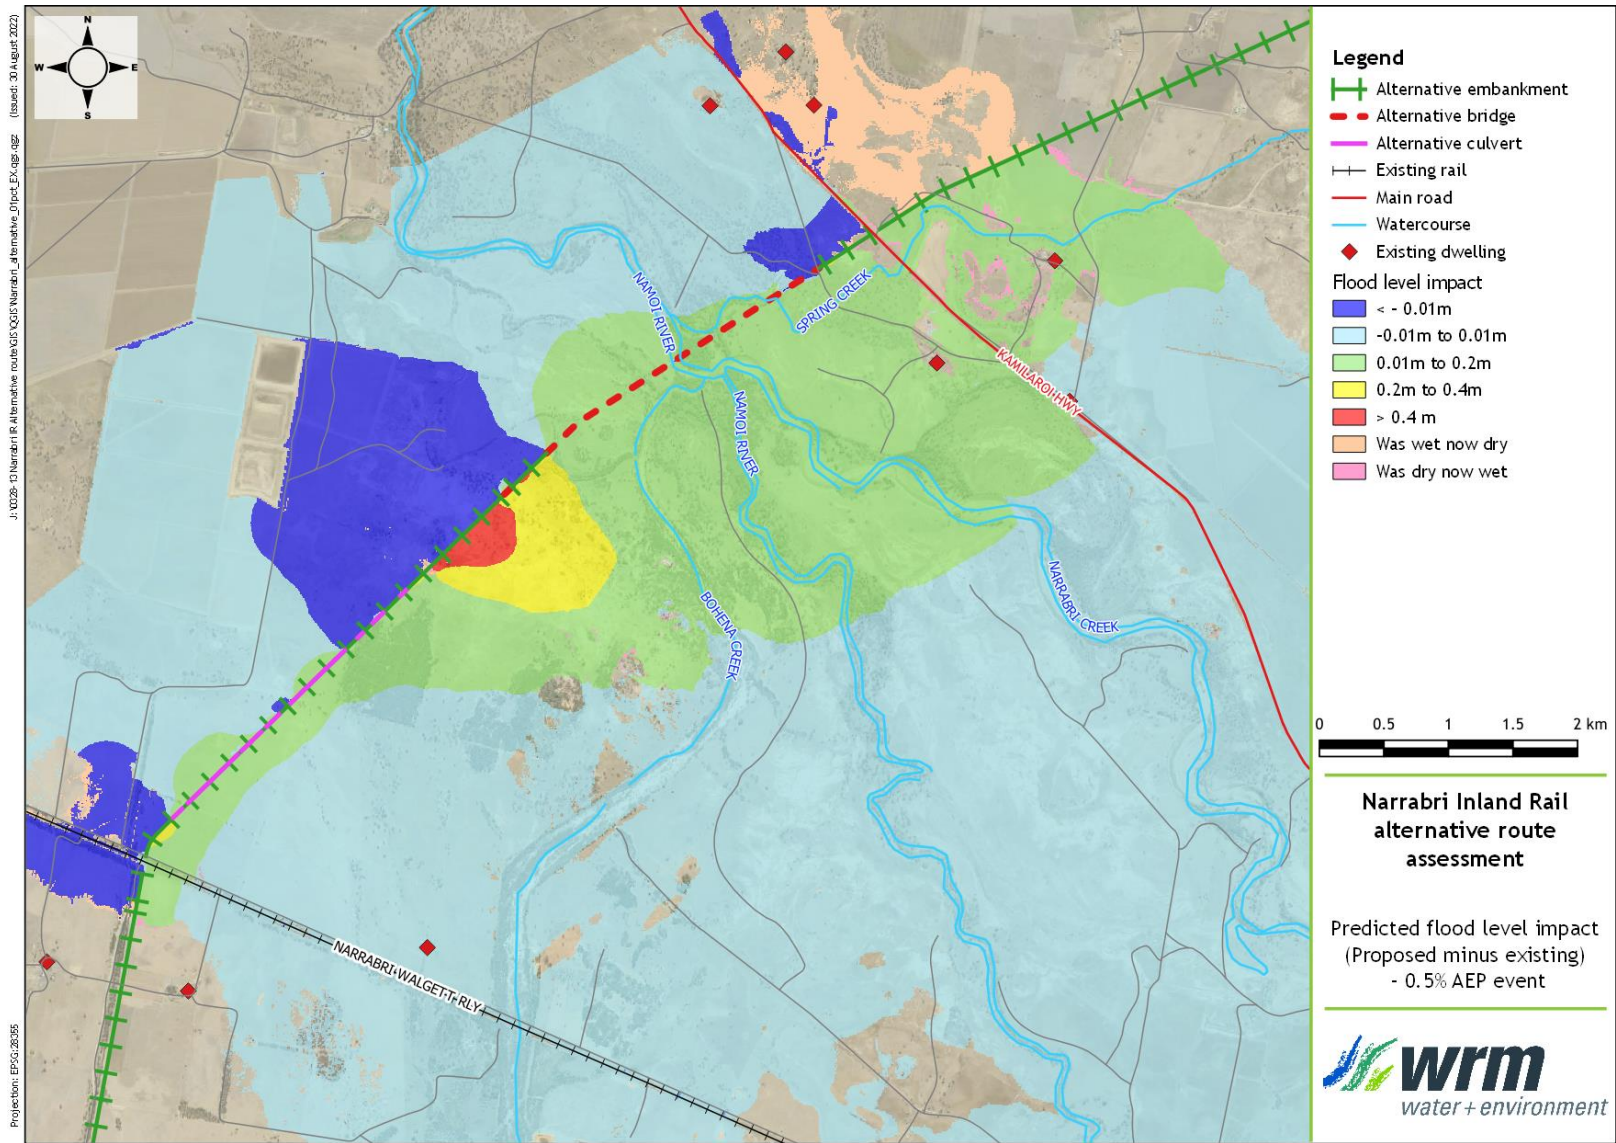 (Issued: 30 August 2022)
N
W
E
S
NAMOI RIVER
SPRING CREEK
KAMILAROI HWY
NAMOI RIVER
BOHENA CREEK
NARRABRI CREEK
NARRABRI WALGETT RLY
Projection: EPSG:28355
Legend
Alternative embankment
Alternative bridge
Alternative culvert
Existing rail
Main road
Watercourse
Existing dwelling
Flood level impact
< - 0.01m
-0.01m to 0.01m
0.01m to 0.2m
0.2m to 0.4m
> 0.4 m
Was wet now dry
Was dry now wet
0 0.5 1 1.5 2 km
Narrabri Inland Rail
alternative route
assessment
Predicted flood level impact
(Proposed minus existing)
- 0.5% AEP event
wrm
water + environment